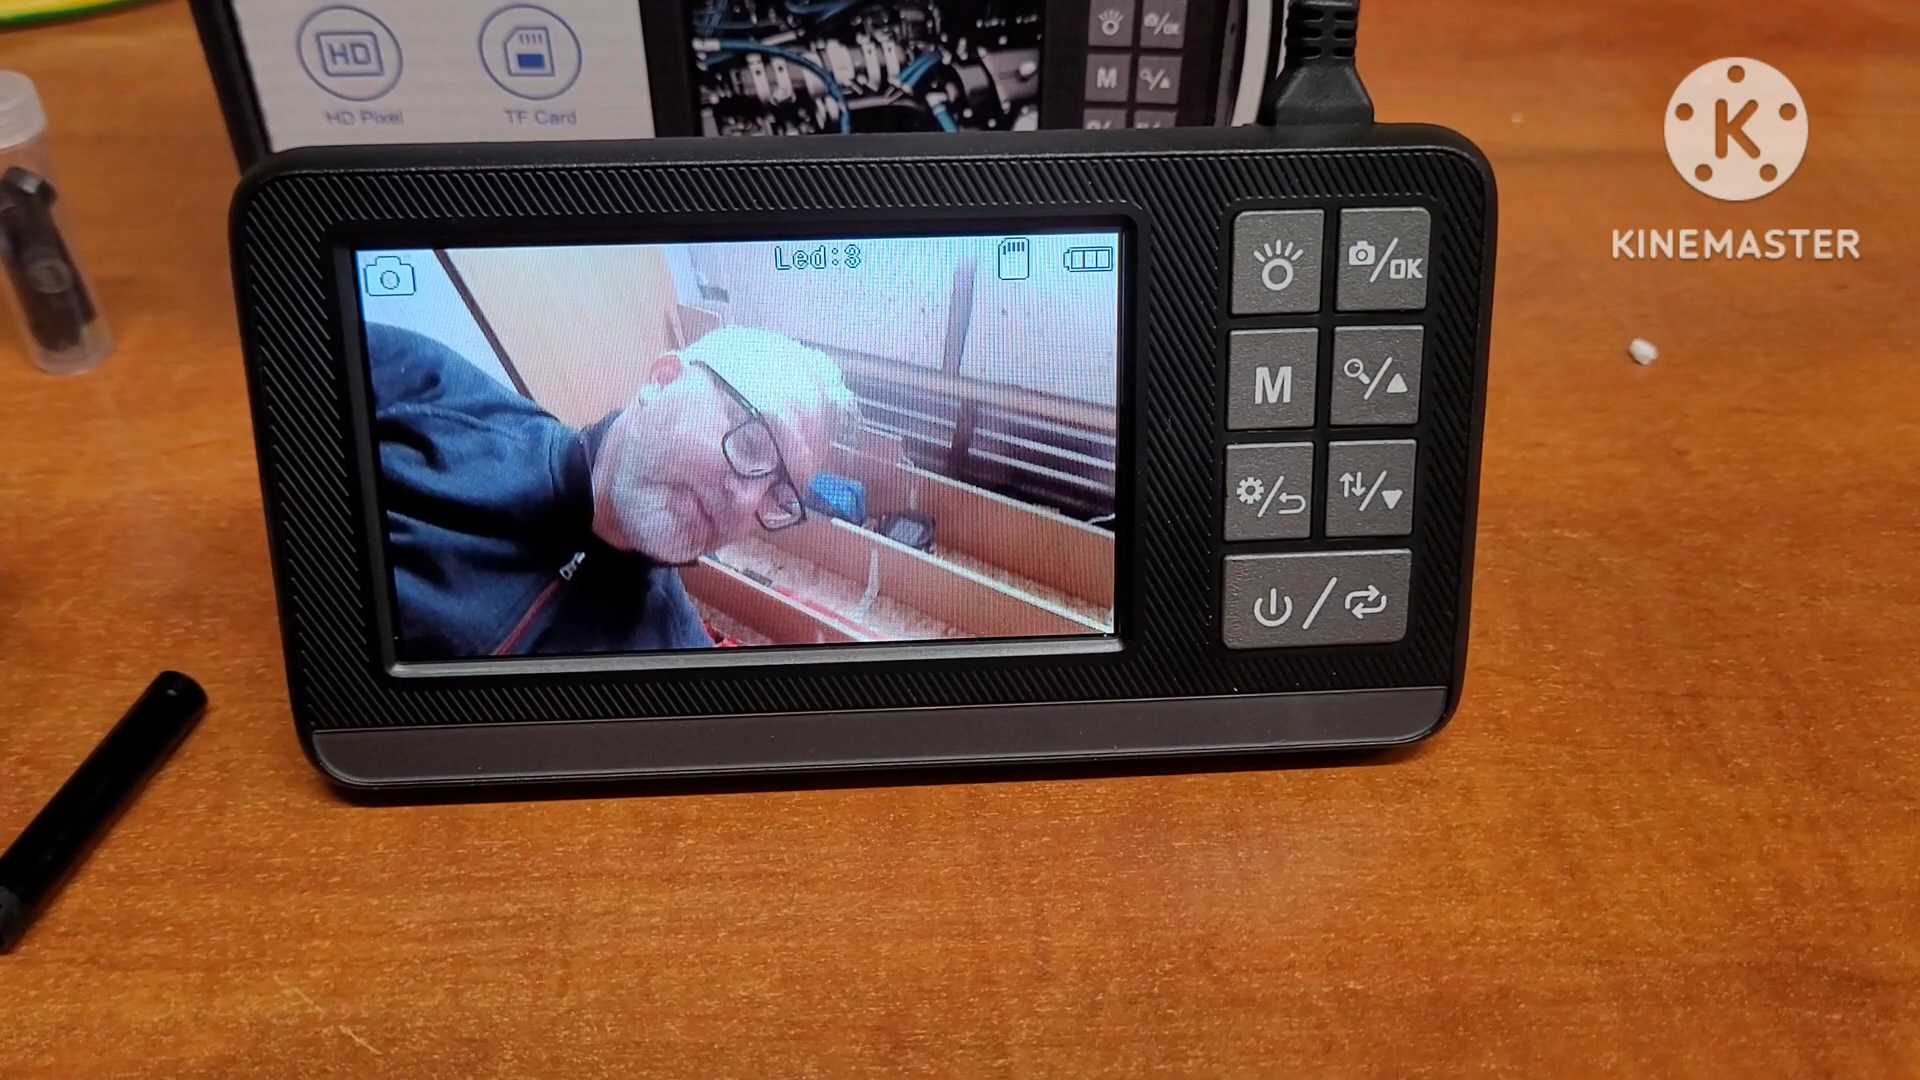 HD
HD Pixel
TF Card
/OK
M
K
KINEMASTER
Led:3
/OK
M